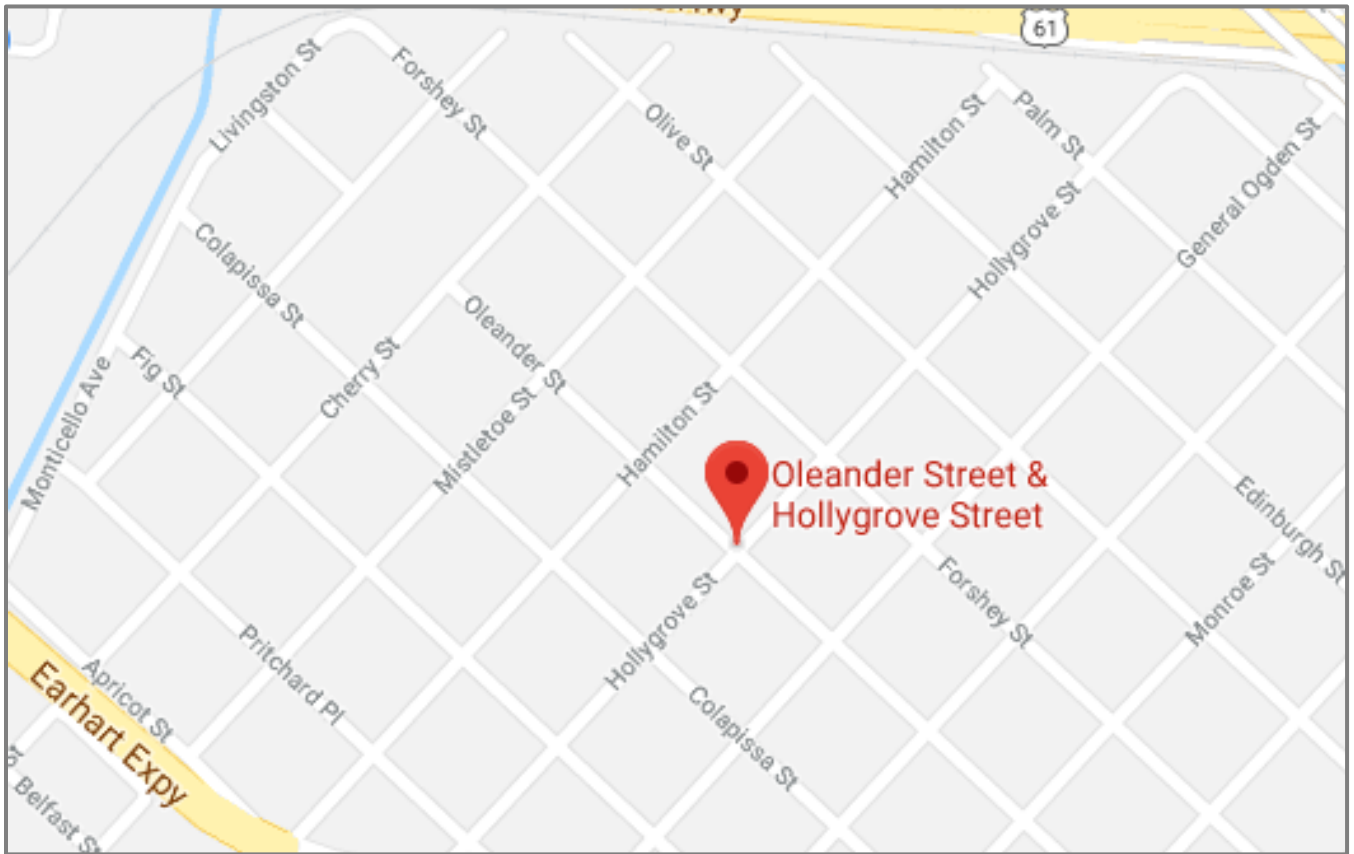 61
Livingston St
Forshey St
Olive St
Hamilton St
Palm St
General Ogden St
Hollygrove St
Colapissa St
Oleander St
Fig St
Cherry St
Mistletoe St
Hamilton St
Monticello Ave
Oleander Street &
Hollygrove Street
Edinburgh St
Forshey St
Monroe St
Hollygrove St
Pritchard Pl
Apricot St
Earhart Expy
Colapissa St
Belfast St